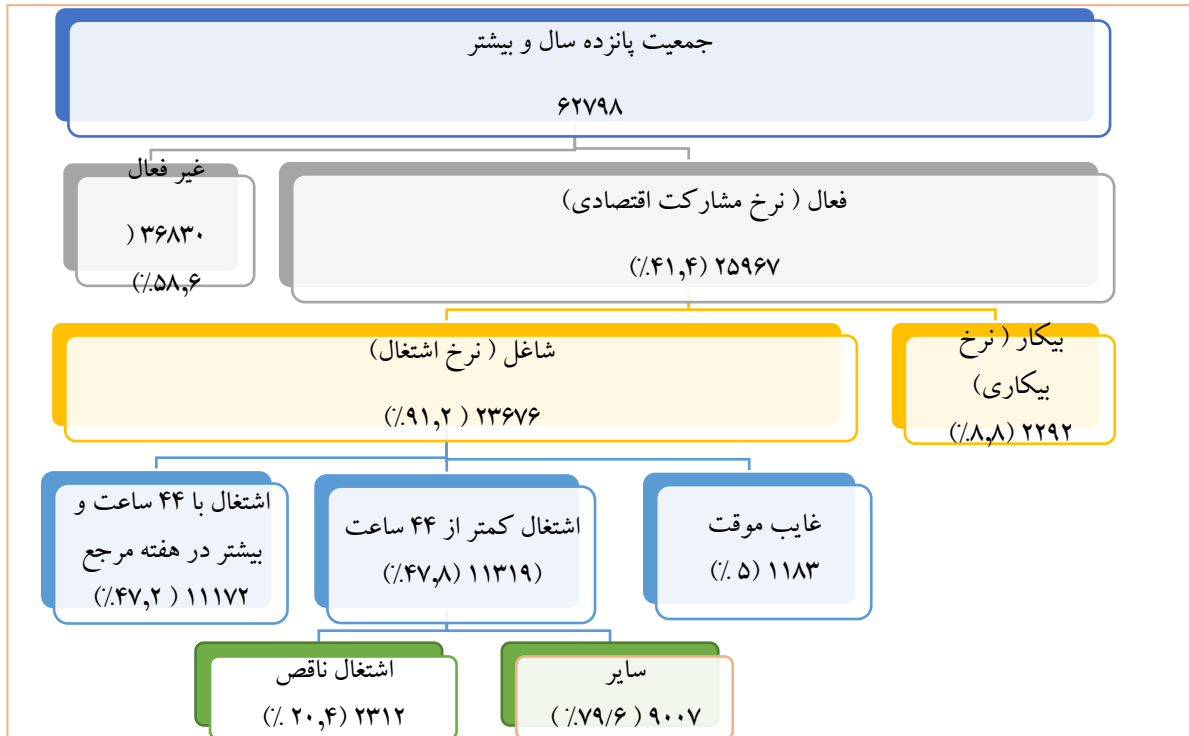 جمعیت پانزده سال و بیشتر
۶۲۷۹۸
فعال ( نرخ مشارکت اقتصادی)
۲۵۹۶۷ (۴۱,۴٪)
غیر فعال
۳۶۸۳۰ (
۵۸,۶٪)
بیکار ( نرخ
بیکاری)
۲۲۹۲ (۸,۸٪)
شاغل ( نرخ اشتغال)
۲۳۶۷۶ ( ۹۱,۲٪)
غایب موقت
۱۱۸۳ (۵ ٪)
اشتغال کمتر از ۴۴ ساعت
(۱۱۳۱۹ (۴۷,۸٪)
اشتغال با ۴۴ ساعت و
بیشتر در هفته مرجع
۱۱۱۷۲ ( ۴۷,۲٪)
سایر
۹۰۰۷ ( ۷۹/۶٪ )
اشتغال ناقص
۲۳۱۲ (۲۰,۴ ٪)